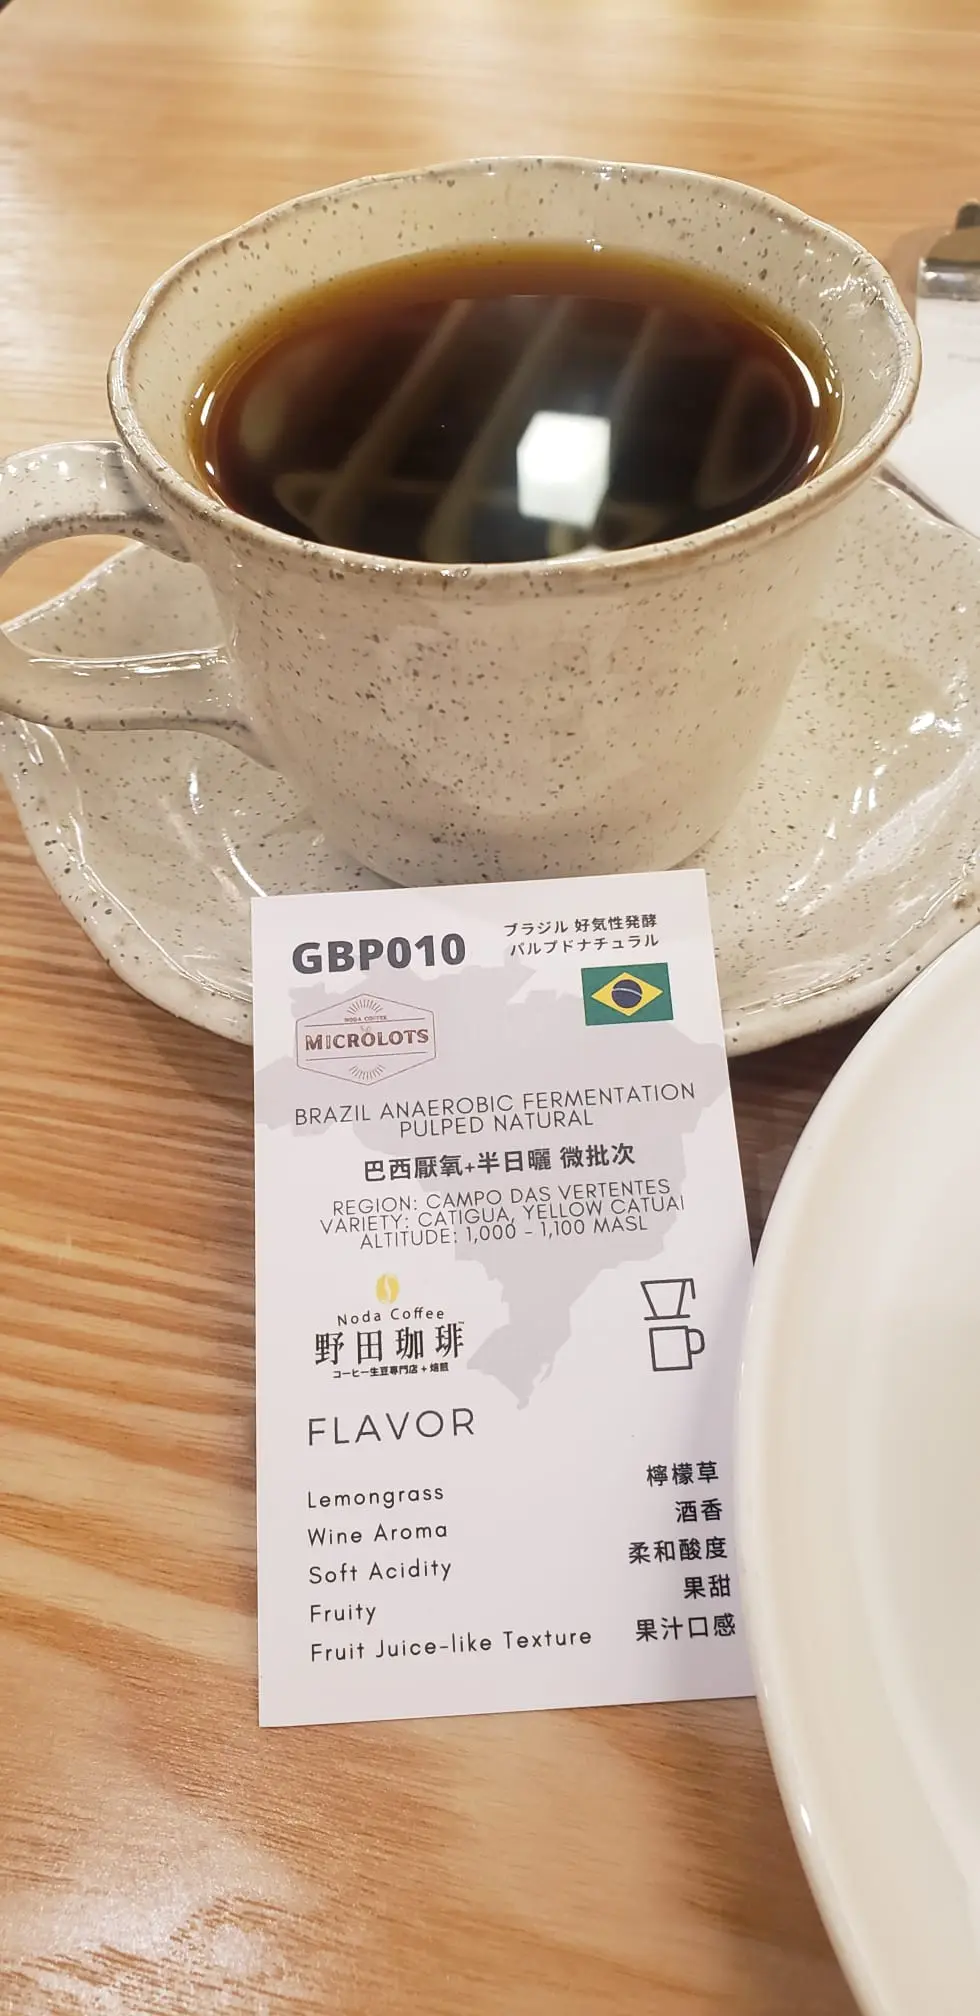 GBP010
ブラジル 好気性発酵
パルプドナチュラル
NODA COFFEE
MICROLOTS
BRAZIL ANAEROBIC FERMENTATION
PULPED NATURAL
巴西厭氧+半日曬 微批次
REGION: CAMPO DAS VERTENTES
VARIETY: CATIGUA, YELLOW CATUAI
ALTITUDE: 1,000 - 1,100 MASL
Noda Coffee
野田珈琲
コーヒー生豆專門店 + 焙煎
FLAVOR
Lemongrass 檸檬草
Wine Aroma 酒香
Soft Acidity 柔和酸度
Fruity 果甜
Fruit Juice-like Texture 果汁口感